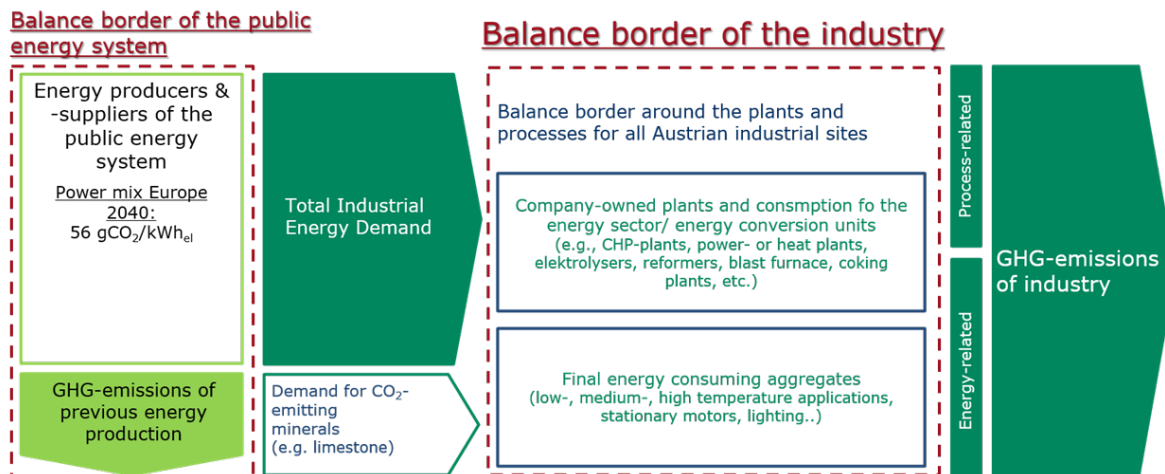 Balance border of the public
energy system
Energy producers &
-suppliers of the
public energy
system
Power mix Europe
2040:
56 gCO₂/kWhₑₗ
GHG-emissions of
previous energy
production
Total Industrial
Energy Demand
Demand for CO₂-
emitting
minerals
(e.g. limestone)
Balance border of the industry
Balance border around the plants and
processes for all Austrian industrial sites
Company-owned plants and consmption fo the
energy sector/ energy conversion units
(e.g., CHP-plants, power- or heat plants,
elektrolysers, reformers, blast furnace, coking
plants, etc.)
Final energy consuming aggregates
(low-, medium-, high temperature applications,
stationary motors, lighting..)
Process-related
Energy-related
GHG-emissions
of industry